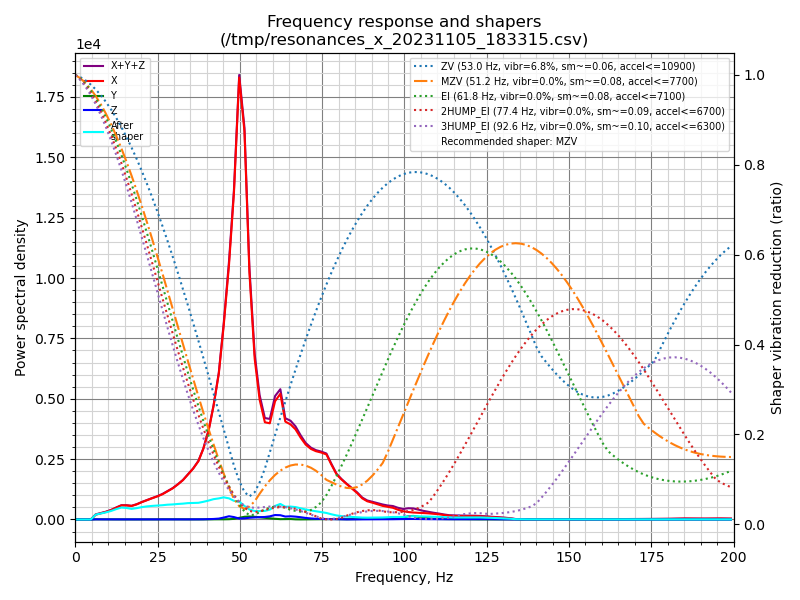 Frequency response and shapers
(/tmp/resonances_x_20231105_183315.csv)
1e4
X+Y+Z
X
Y
Z
After
shaper
ZV (53.0 Hz, vibr=6.8%, sm~=0.06, accel<=10900)
MZV (51.2 Hz, vibr=0.0%, sm~=0.08, accel<=7700)
EI (61.8 Hz, vibr=0.0%, sm~=0.08, accel<=7100)
2HUMP_EI (77.4 Hz, vibr=0.0%, sm~=0.09, accel<=6700)
3HUMP_EI (92.6 Hz, vibr=0.0%, sm~=0.10, accel<=6300)
Recommended shaper: MZV
Power spectral density
1.75
1.50
1.25
1.00
0.75
0.50
0.25
0.00
1.0
0.8
0.6
0.4
0.2
0.0
Shaper vibration reduction (ratio)
0 25 50 75 100 125 150 175 200
Frequency, Hz